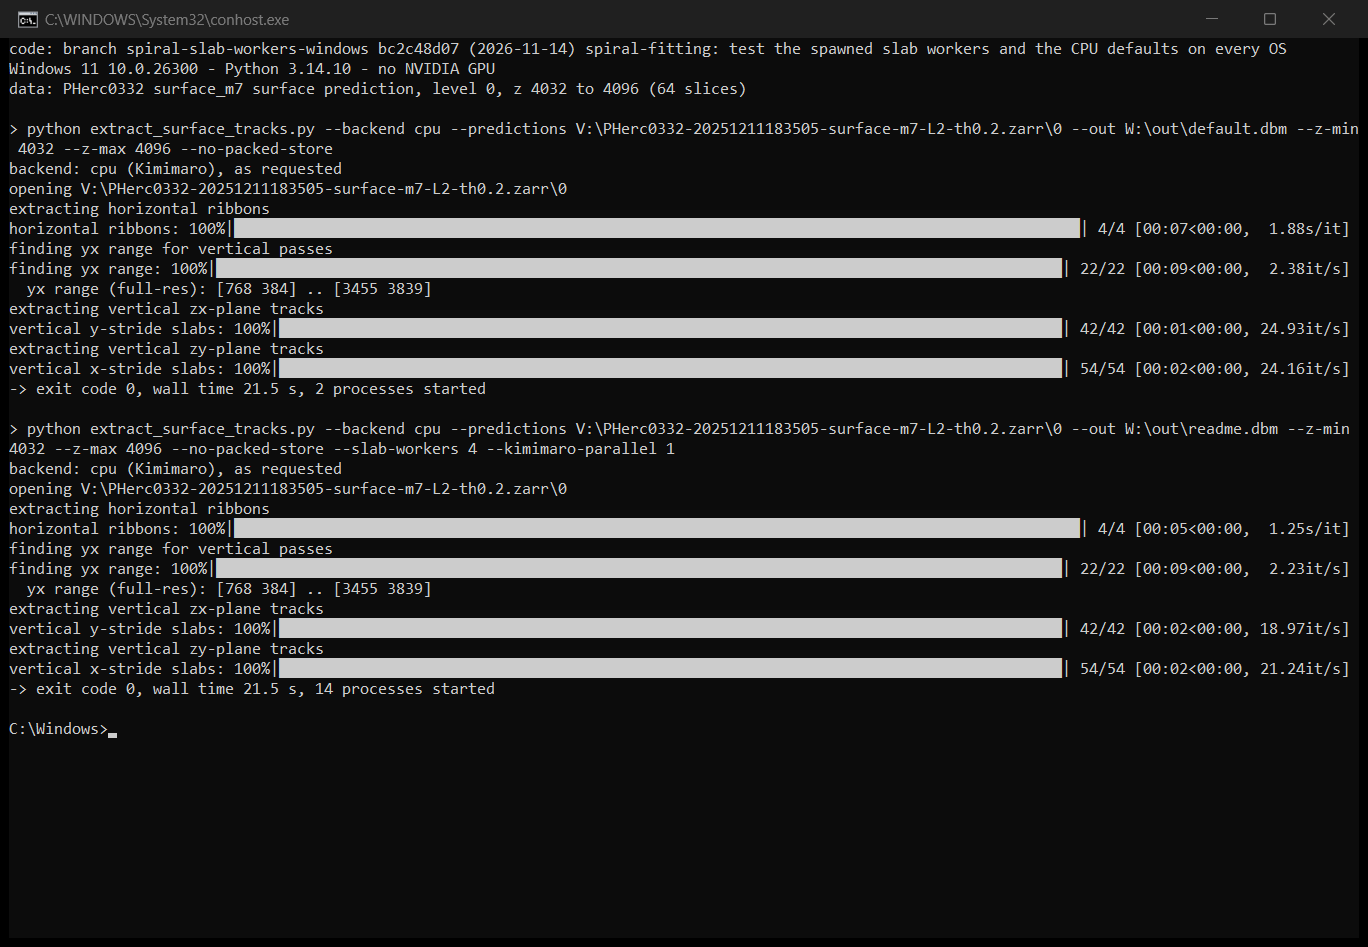 C:\WINDOWS\System32\conhost.exe
code: branch spiral-slab-workers-windows bc2c48d07 (2026-11-14) spiral-fitting: test the spawned slab workers and the CPU defaults on every OS
Windows 11 10.0.26300 - Python 3.14.10 - no NVIDIA GPU
data: PHerc0332 surface_m7 surface prediction, level 0, z 4032 to 4096 (64 slices)
> python extract_surface_tracks.py --backend cpu --predictions V:\PHerc0332-20251211183505-surface-m7-L2-th0.2.zarr\0 --out W:\out\default.dbm --z-min
4032 --z-max 4096 --no-packed-store
backend: cpu (Kimimaro), as requested
opening V:\PHerc0332-20251211183505-surface-m7-L2-th0.2.zarr\0
extracting horizontal ribbons
horizontal ribbons: 100%| | 4/4 [00:07<00:00, 1.88s/it]
finding yx range for vertical passes
finding yx range: 100%| | 22/22 [00:09<00:00, 2.38it/s]
yx range (full-res): [768 384] .. [3455 3839]
extracting vertical zx-plane tracks
vertical y-stride slabs: 100%| | 42/42 [00:01<00:00, 24.93it/s]
extracting vertical zy-plane tracks
vertical x-stride slabs: 100%| | 54/54 [00:02<00:00, 24.16it/s]
-> exit code 0, wall time 21.5 s, 2 processes started
> python extract_surface_tracks.py --backend cpu --predictions V:\PHerc0332-20251211183505-surface-m7-L2-th0.2.zarr\0 --out W:\out\readme.dbm --z-min
4032 --z-max 4096 --no-packed-store --slab-workers 4 --kimimaro-parallel 1
backend: cpu (Kimimaro), as requested
opening V:\PHerc0332-20251211183505-surface-m7-L2-th0.2.zarr\0
extracting horizontal ribbons
horizontal ribbons: 100%| | 4/4 [00:05<00:00, 1.25s/it]
finding yx range for vertical passes
finding yx range: 100%| | 22/22 [00:09<00:00, 2.23it/s]
yx range (full-res): [768 384] .. [3455 3839]
extracting vertical zx-plane tracks
vertical y-stride slabs: 100%| | 42/42 [00:02<00:00, 18.97it/s]
extracting vertical zy-plane tracks
vertical x-stride slabs: 100%| | 54/54 [00:02<00:00, 21.24it/s]
-> exit code 0, wall time 21.5 s, 14 processes started
C:\Windows>